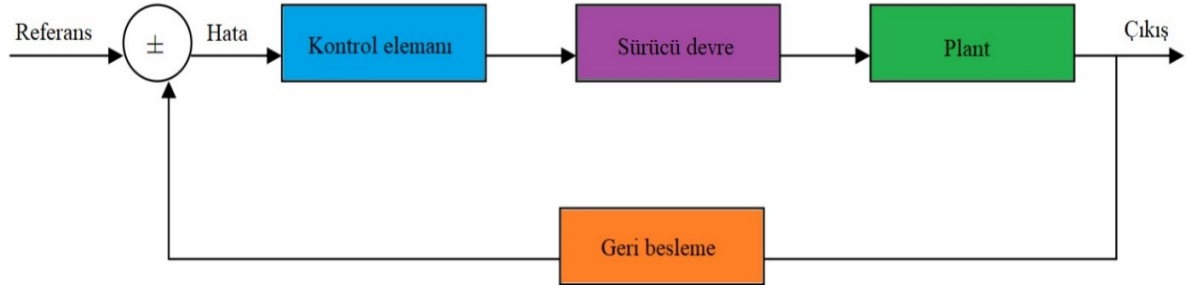 Referans
±
Hata
Kontrol elemanı
Sürücü devre
Plant
Çıkış
Geri besleme